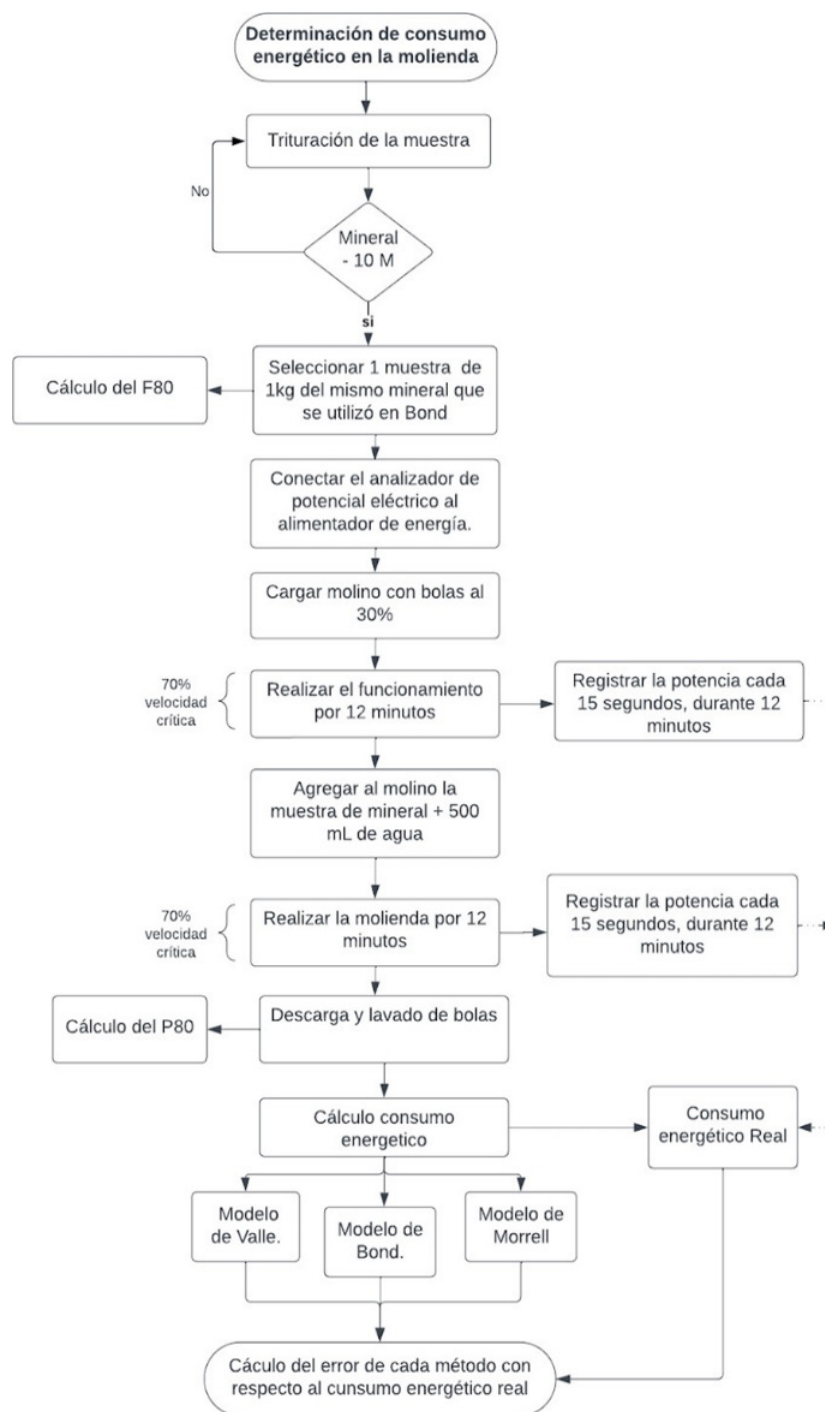 Determinación de consumo
energético en la molienda
Trituración de la muestra
No
Mineral
- 10 M
si
Seleccionar 1 muestra de
1kg del mismo mineral que
se utilizó en Bond
Cálculo del F80
Conectar el analizador de
potencial eléctrico al
alimentador de energía.
Cargar molino con bolas al
30%
70%
velocidad
crítica
Realizar el funcionamiento
por 12 minutos
Registrar la potencia cada
15 segundos, durante 12
minutos
Agregar al molino la
muestra de mineral + 500
mL de agua
70%
velocidad
crítica
Realizar la molienda por 12
minutos
Registrar la potencia cada
15 segundos, durante 12
minutos
Descarga y lavado de bolas
Cálculo del P80
Cálculo consumo
energetico
Consumo
energético Real
Modelo
de Valle.
Modelo de
Bond.
Modelo de
Morrell
Cáculo del error de cada método con
respecto al cunsumo energético real